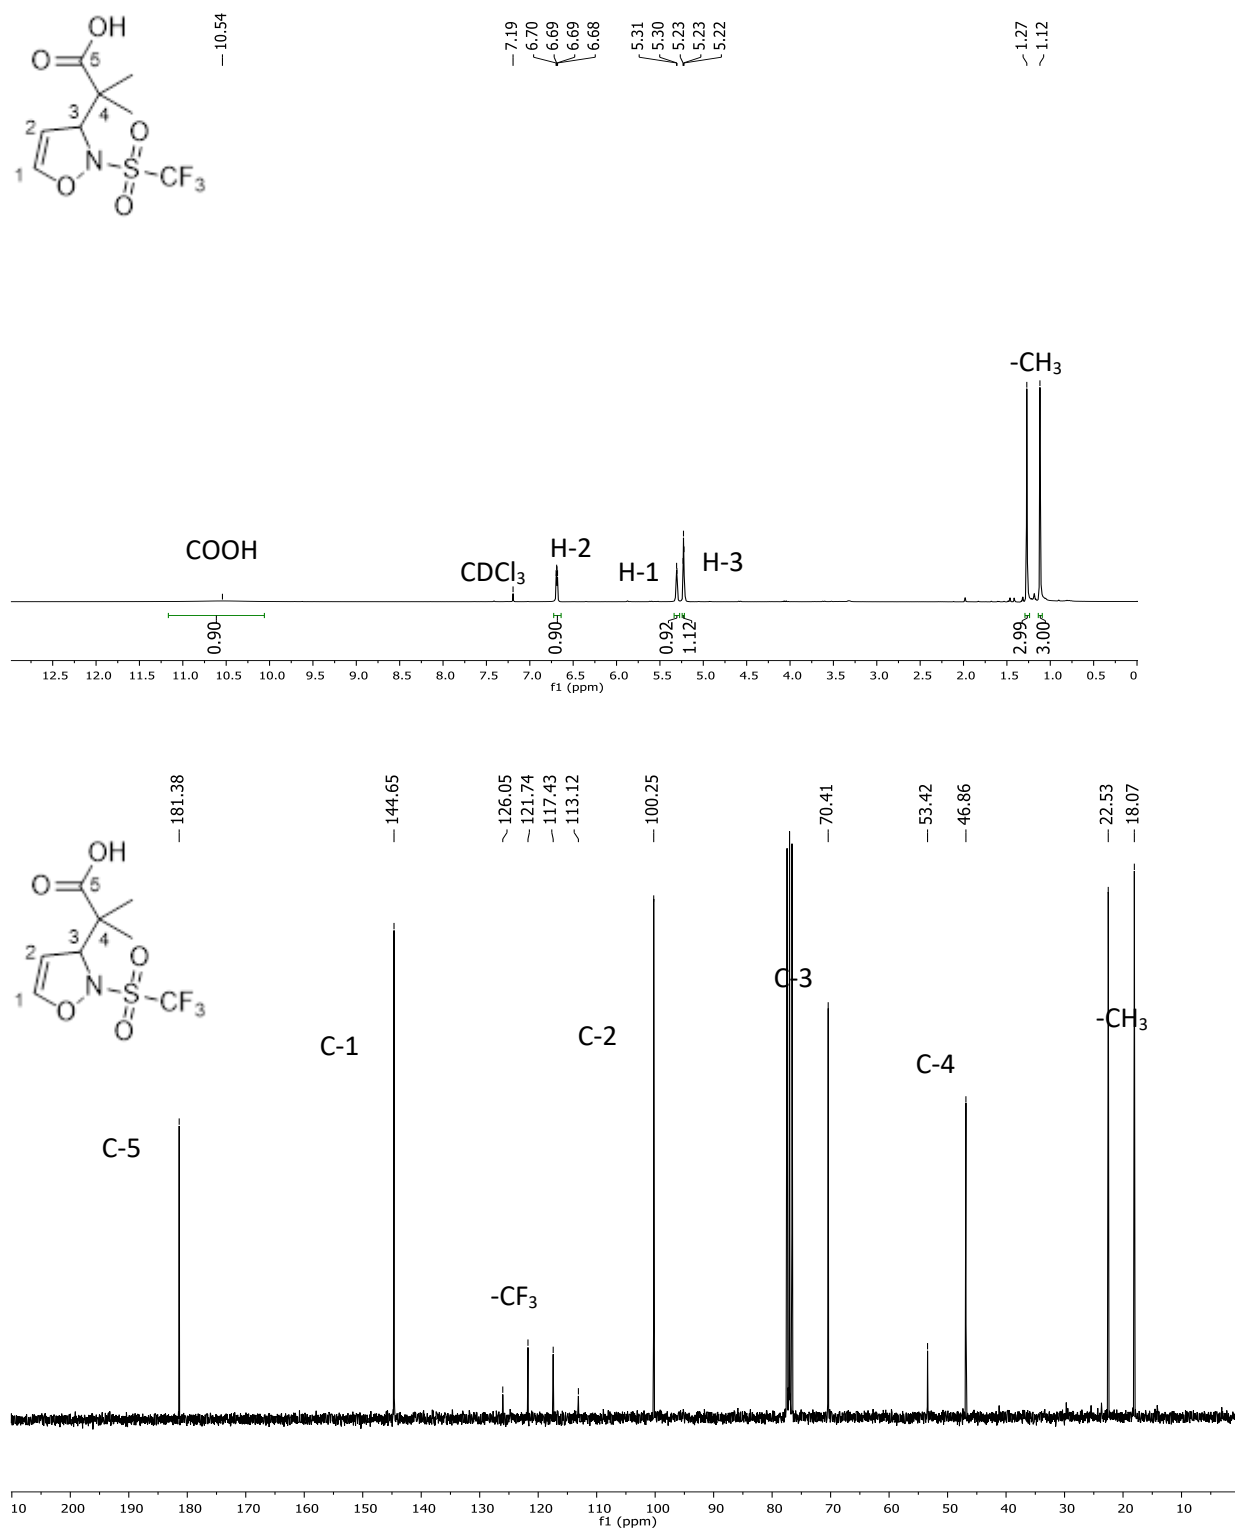 10.54
7.19
6.70
6.69
6.69
6.68
5.31
5.30
5.23
5.23
5.22
1.27
1.12
OH
O
5
3
4
2
O
N
S
CF₃
1
O
O
-CH₃
COOH
CDCl₃
H-2
H-1
H-3
0.90
0.90
0.92
1.12
2.99
3.00
12.5 12.0 11.5 11.0 10.5 10.0 9.5 9.0 8.5 7.5 7.0 6.5 6.0 5.5 5.0 4.5 4.0 3.5 3.0 2.5 2.0 1.5 1.0 0.5 0
f1 (ppm)
181.38
144.65
126.05
121.74
117.43
113.12
100.25
70.41
53.42
46.86
22.53
18.07
OH
O
5
3
4
2
O
N
S
CF₃
1
O
O
C-3
-CH₃
C-1
C-2
C-4
C-5
-CF₃
10 200 190 180 170 160 150 140 130 120 110 100 90 80 70 60 50 40 30 20 10
f1 (ppm)